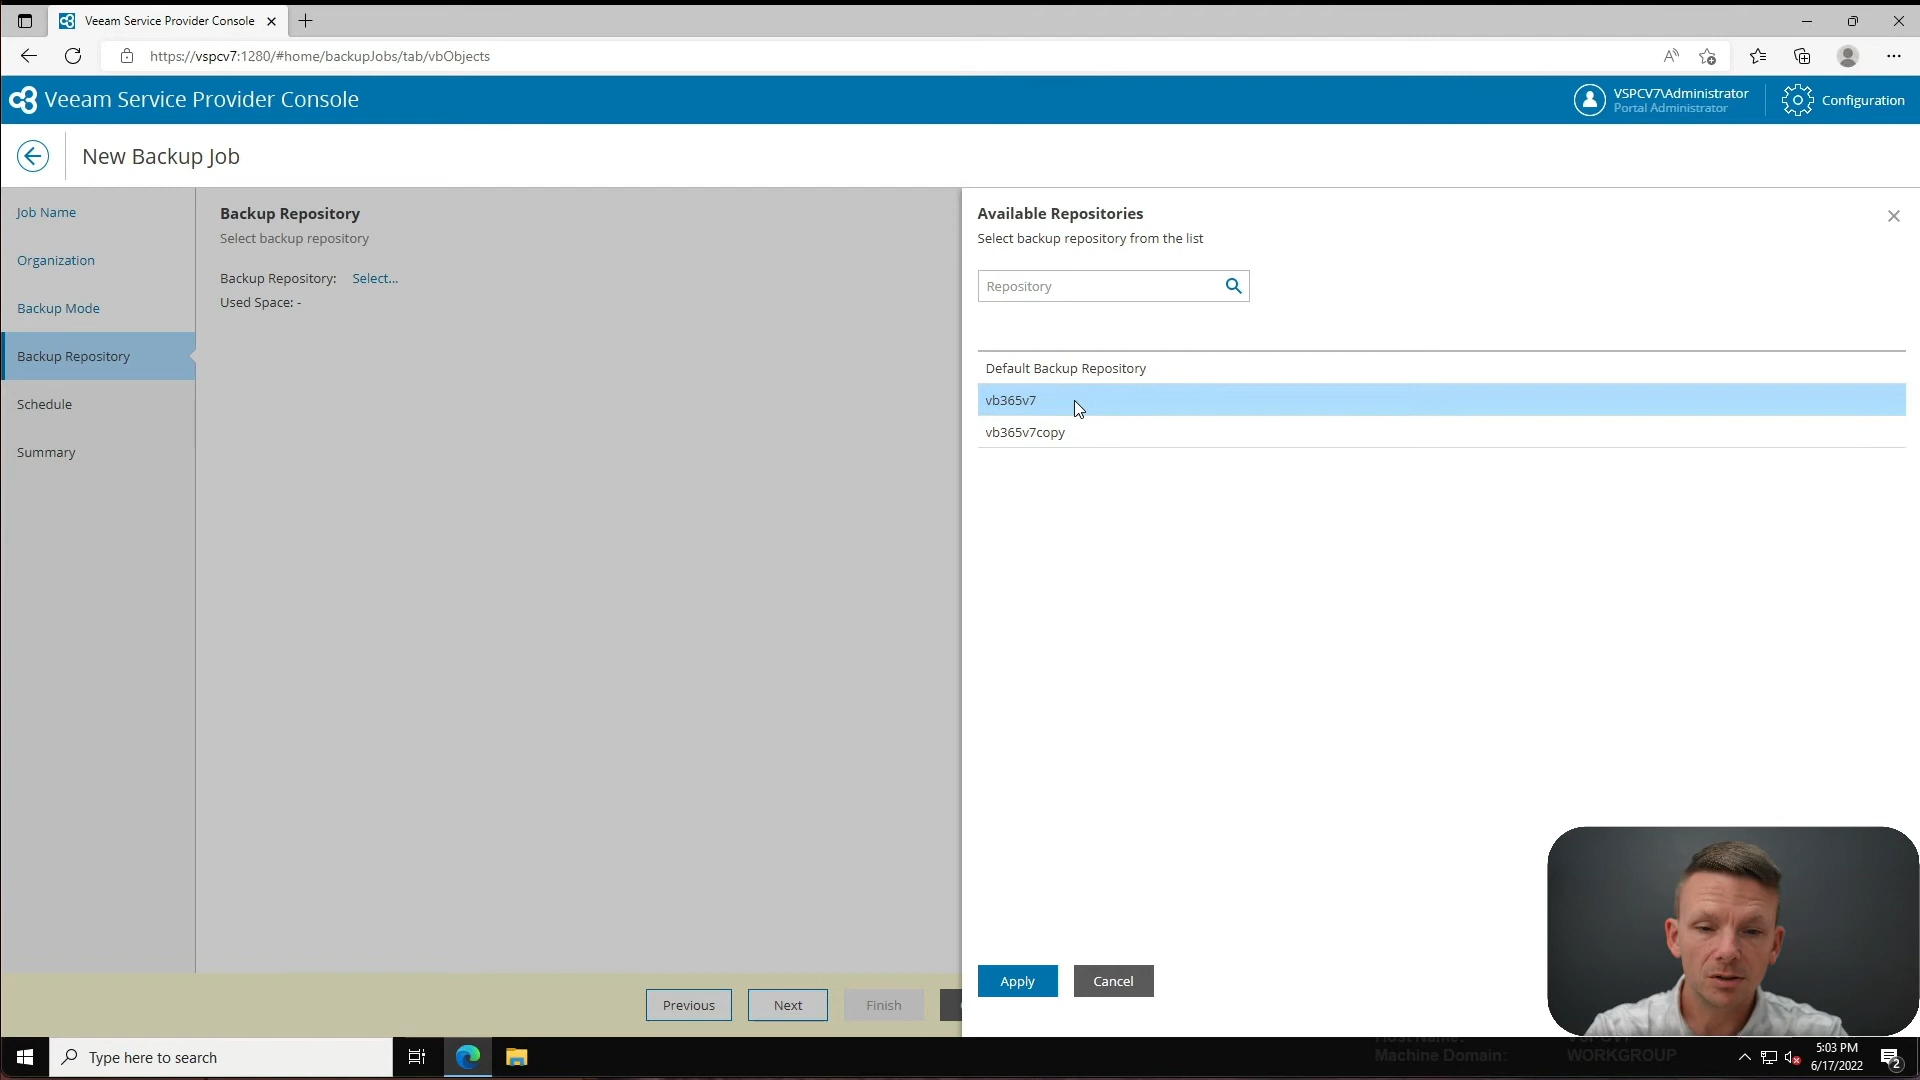 Veeam Service Provider Console
https://vspcv7:1280/#home/backupJobs/tab/vbObjects
Veeam Service Provider Console
VSPCV7\Administrator
Portal Administrator
Configuration
New Backup Job
Job Name
Organization
Backup Mode
Backup Repository
Schedule
Summary
Backup Repository
Select backup repository
Backup Repository: Select...
Used Space: -
Available Repositories
Select backup repository from the list
Repository
Default Backup Repository
vb365v7
vb365v7copy
Apply
Cancel
Previous
Next
Finish
Type here to search
Machine Domain:
WORKGROUP
5:03 PM
6/17/2022
2